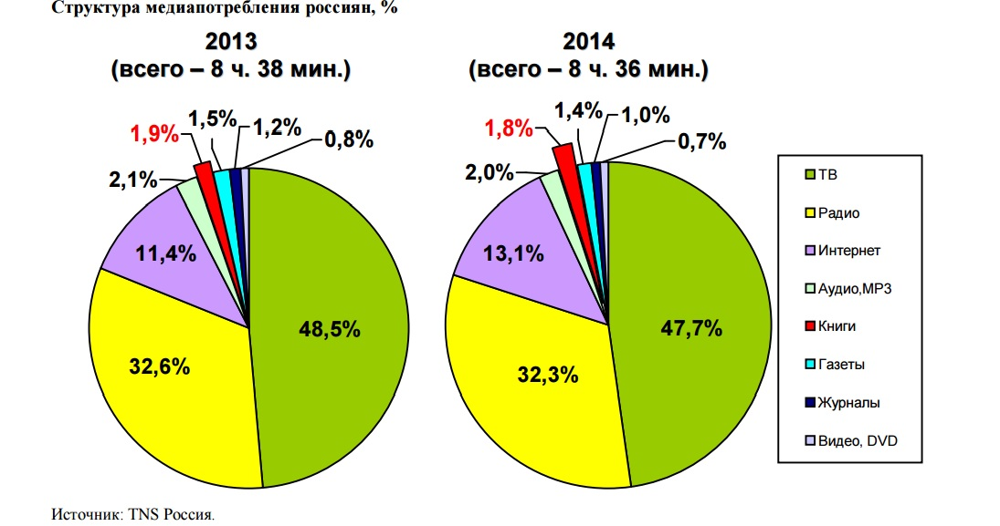 Структура медиапотребления россиян, %
2013
(всего – 8 ч. 38 мин.)
2,1%
1,9%
1,5%
1,2%
0,8%
11,4%
48,5%
32,6%
2014
(всего – 8 ч. 36 мин.)
2,0%
1,8%
1,4%
1,0%
0,7%
13,1%
47,7%
32,3%
ТВ
Радио
Интернет
Аудио,MP3
Книги
Газеты
Журналы
Видео, DVD
Источник: TNS Россия.